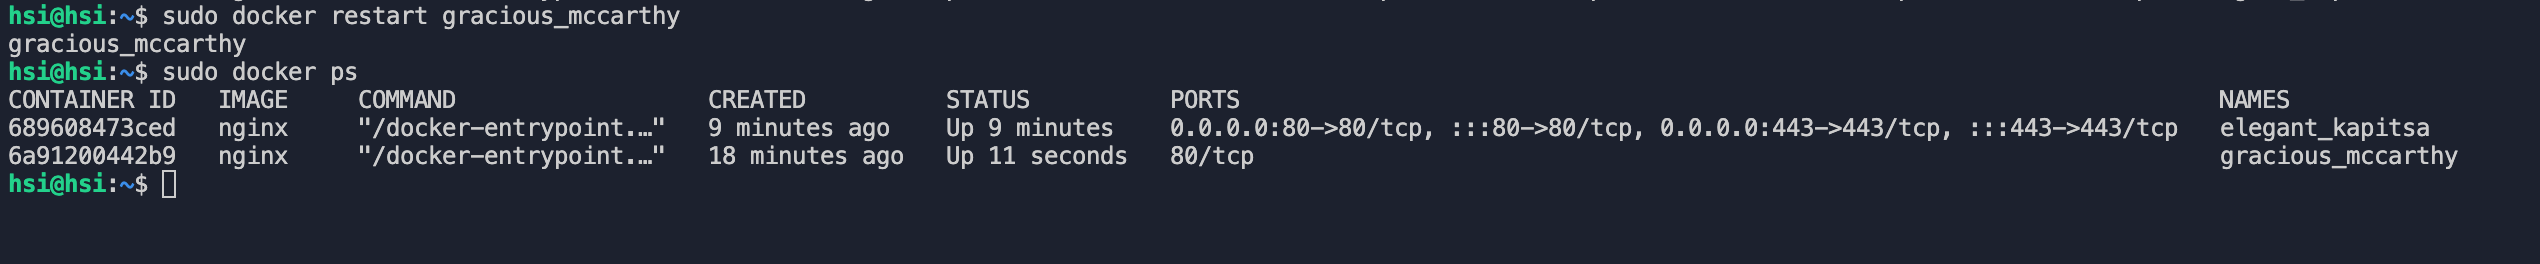 hsi@hsi:~$ sudo docker restart gracious_mccarthy
gracious_mccarthy
hsi@hsi:~$ sudo docker ps
CONTAINER ID   IMAGE     COMMAND                  CREATED          STATUS          PORTS                                                                      NAMES
689608473ced   nginx     "/docker-entrypoint.…"   9 minutes ago    Up 9 minutes    0.0.0.0:80->80/tcp, :::80->80/tcp, 0.0.0.0:443->443/tcp, :::443->443/tcp   elegant_kapitsa
6a91200442b9   nginx     "/docker-entrypoint.…"   18 minutes ago   Up 11 seconds   80/tcp                                                                     gracious_mccarthy
hsi@hsi:~$